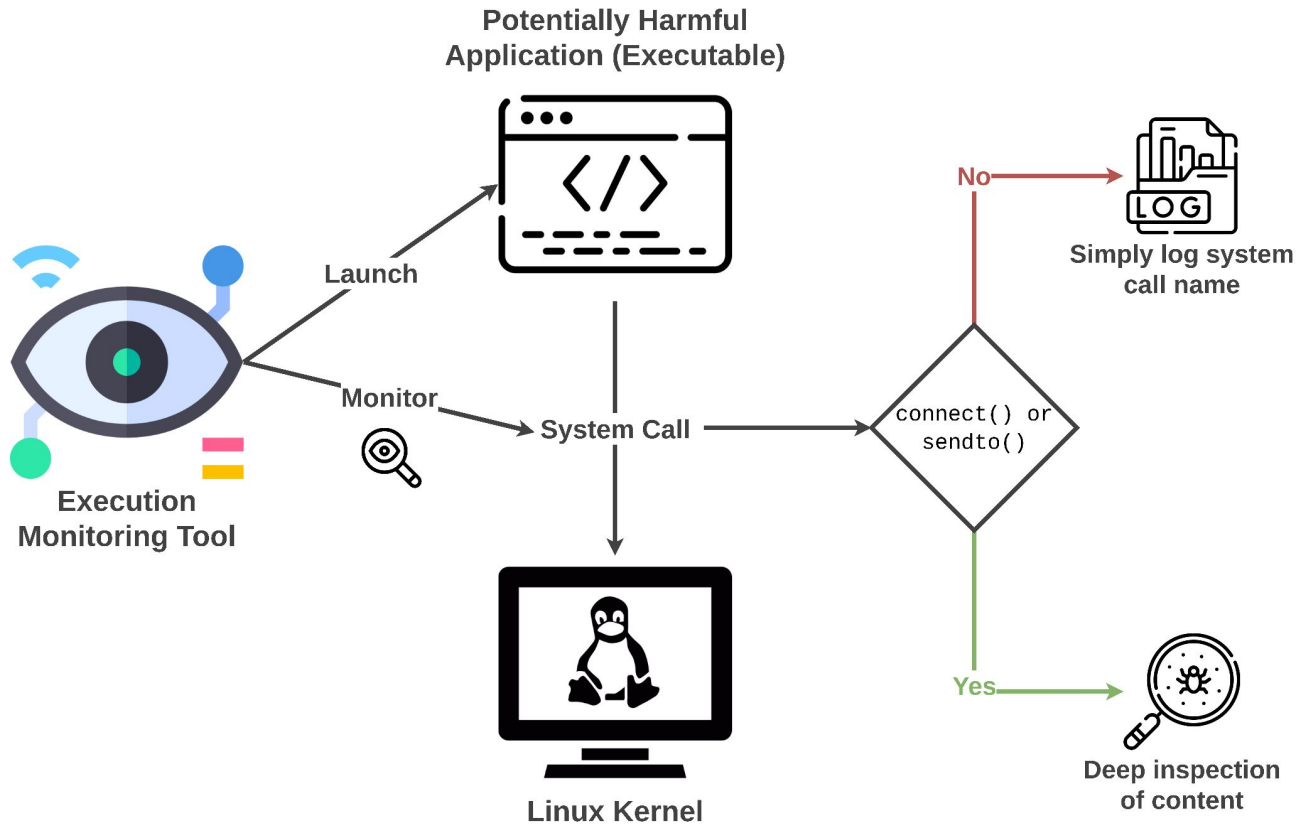 Potentially Harmful
Application (Executable)
Launch
Monitor
Execution
Monitoring Tool
System Call
connect() or
sendto()
No
LOG
Simply log system
call name
Yes
Deep inspection
of content
Linux Kernel